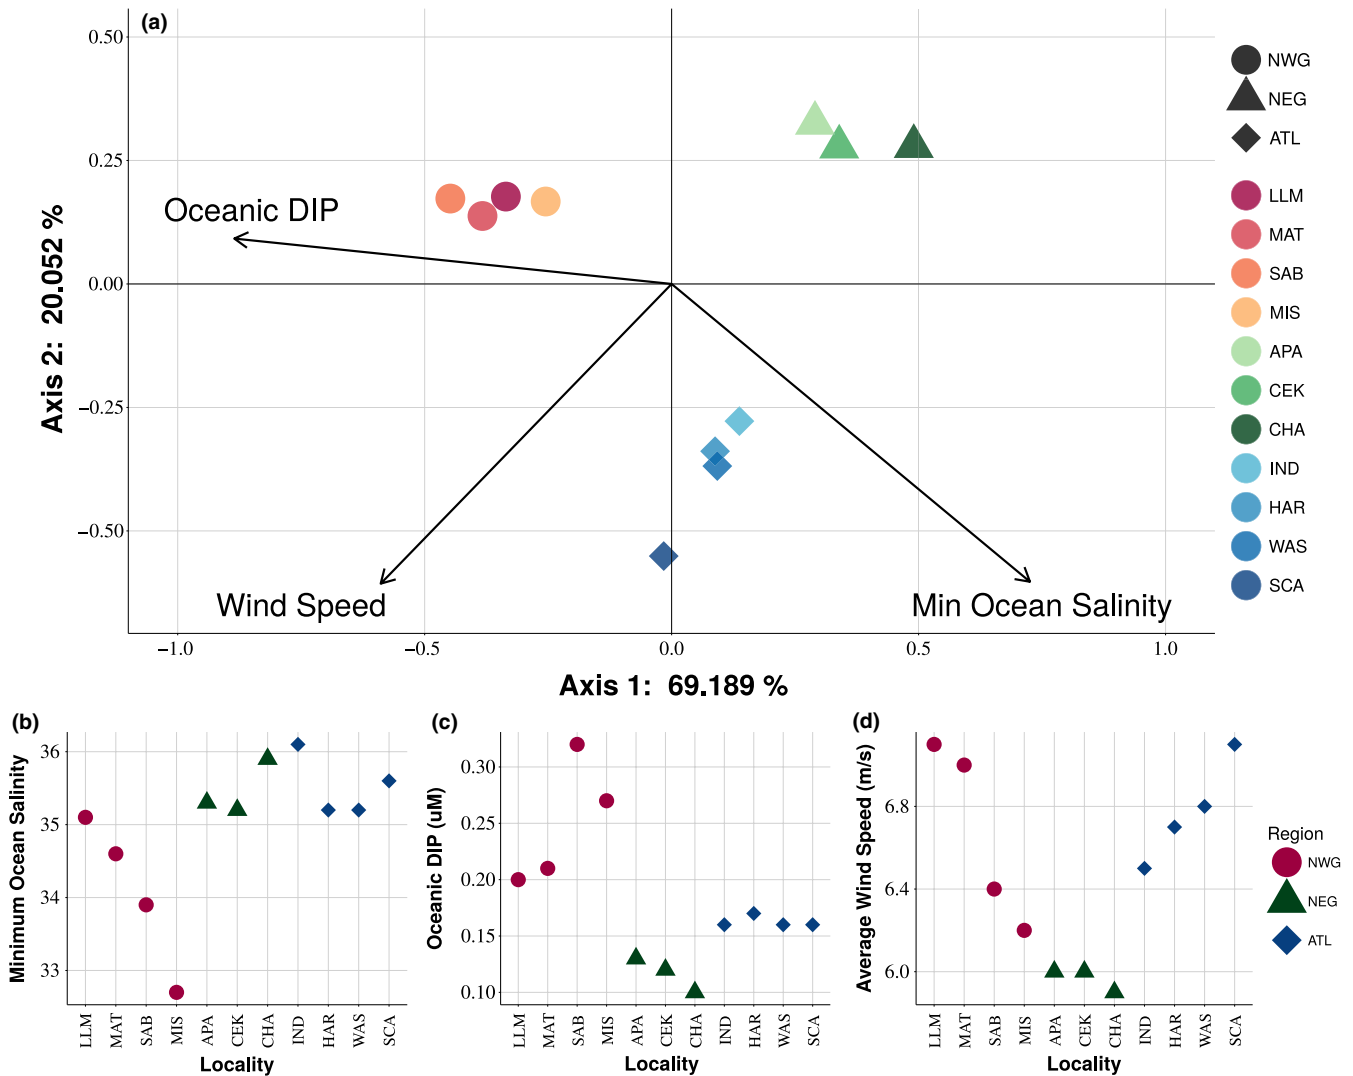 (a)
0.50
0.25
0.00
−0.25
−0.50
Axis 2: 20.052 %
Oceanic DIP
Wind Speed
Min Ocean Salinity
−1.0
−0.5
0.0
0.5
1.0
Axis 1: 69.189 %
NWG
NEG
ATL
LLM
MAT
SAB
MIS
APA
CEK
CHA
IND
HAR
WAS
SCA
(b)
Minimum Ocean Salinity
36
35
34
33
LLM
MAT
SAB
MIS
APA
CEK
CHA
IND
HAR
WAS
SCA
Locality
(c)
Oceanic DIP (uM)
0.30
0.25
0.20
0.15
0.10
LLM
MAT
SAB
MIS
APA
CEK
CHA
IND
HAR
WAS
SCA
Locality
(d)
Average Wind Speed (m/s)
6.8
6.4
6.0
LLM
MAT
SAB
MIS
APA
CEK
CHA
IND
HAR
WAS
SCA
Locality
Region
NWG
NEG
ATL